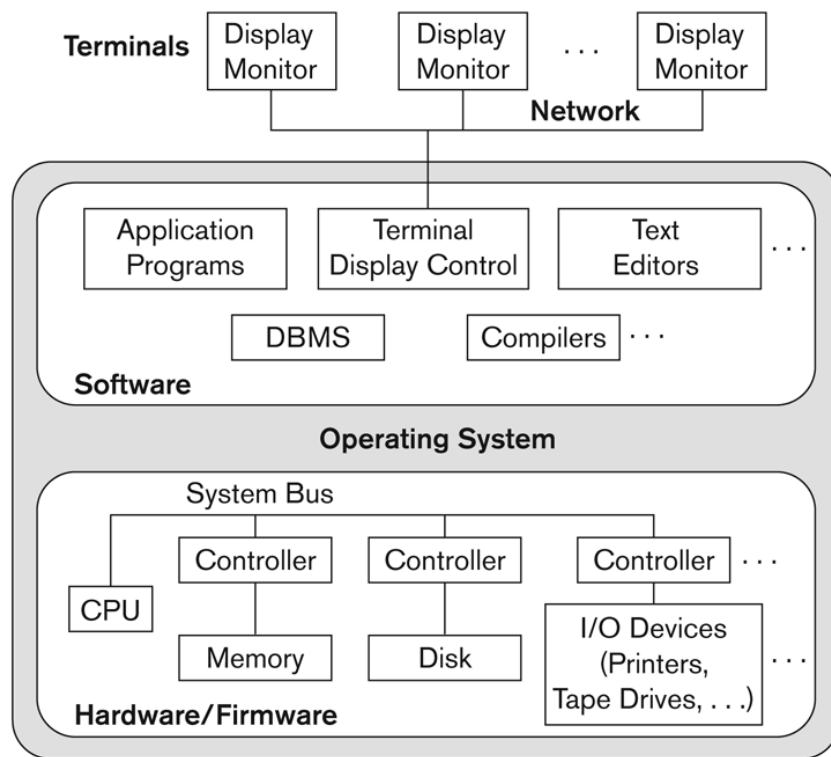 Terminals
Display
Monitor
Display
Monitor
. . .
Display
Monitor
Network
Application
Programs
Terminal
Display Control
Text
Editors
. . .
DBMS
Compilers
. . .
Software
Operating System
System Bus
Controller
Controller
Controller
. . .
CPU
Memory
Disk
I/O Devices
(Printers,
Tape Drives, . . .)
. . .
Hardware/Firmware